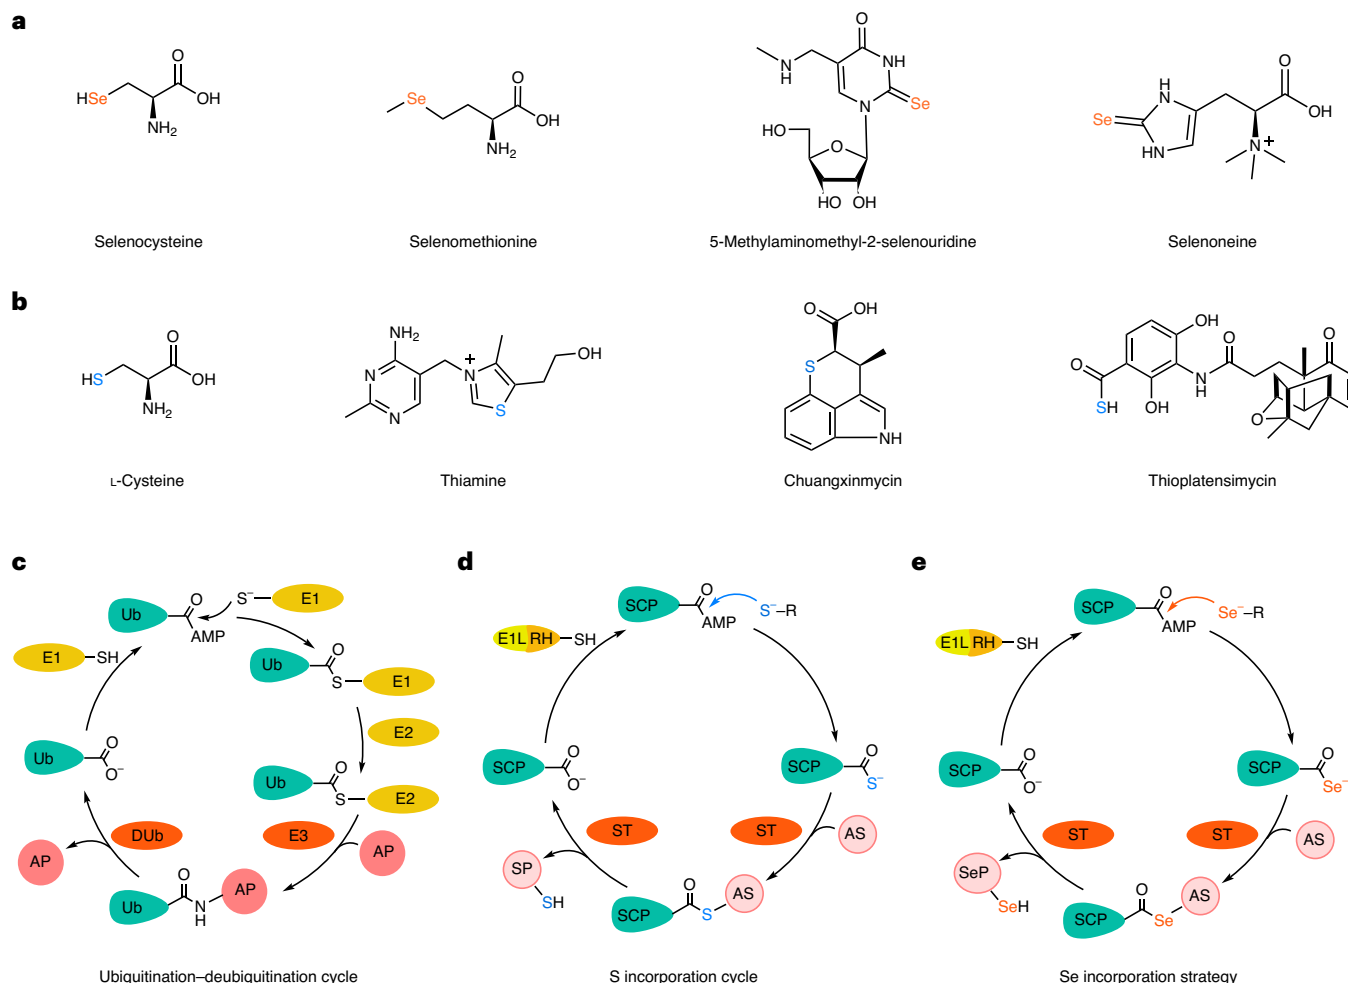 a
HSe
O
OH
NH2
Selenocysteine
Se
O
OH
NH2
Selenomethionine
O
N
H
NH
N
Se
HO
O
HO OH
5-Methylaminomethyl-2-selenouridine
Se
H
N
HN
O
OH
N+
Selenoneine
b
HS
O
OH
NH2
L-Cysteine
NH2
N
N
N+
S
OH
Thiamine
O
OH
S
NH
Chuangxinmycin
OH
O
SH
OH
O
N
H
O
O
Thioplatensimycin
c
Ub
O
AMP
S− E1
E1 SH
Ub
O
S E1
E2
Ub
O
O−
Ub
O
S E2
DUb
E3
AP
AP
Ub
O
N
H
AP
Ubiquitination–deubiquitination cycle
d
SCP
O
AMP
S−–R
E1L RH SH
SCP
O
O−
SCP
O
S−
ST
ST
AS
SP
SH
SCP
O
S
AS
S incorporation cycle
e
SCP
O
AMP
Se−–R
E1L RH SH
SCP
O
O−
SCP
O
Se−
ST
ST
AS
SeP
SeH
SCP
O
Se
AS
Se incorporation strategy